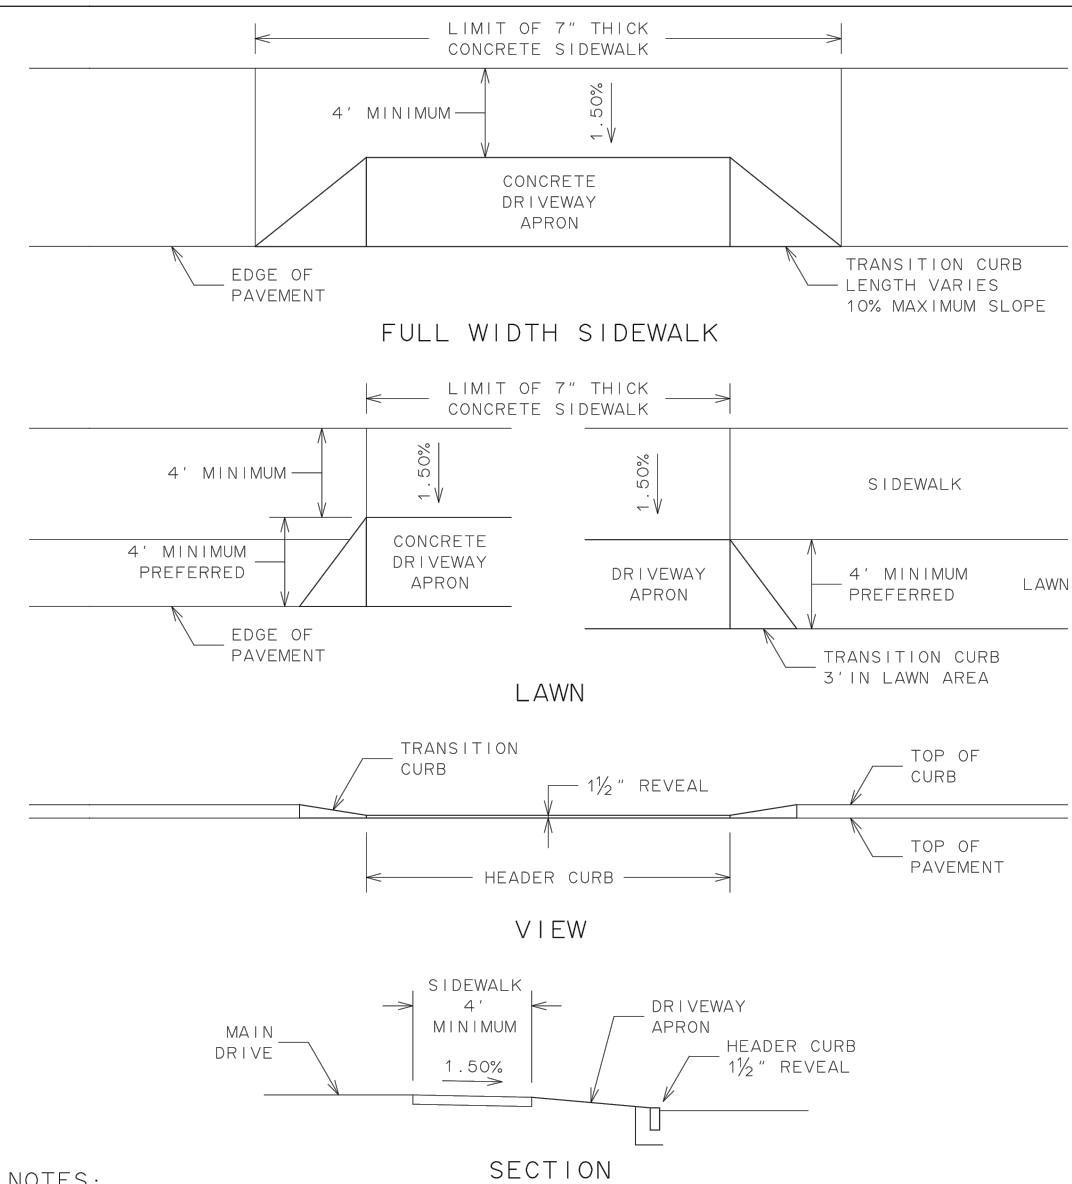 LIMIT OF 7" THICK
CONCRETE SIDEWALK
4' MINIMUM
1.50%
CONCRETE
DRIVEWAY
APRON
EDGE OF
PAVEMENT
TRANSITION CURB
LENGTH VARIES
10% MAXIMUM SLOPE
FULL WIDTH SIDEWALK
LIMIT OF 7" THICK
CONCRETE SIDEWALK
4' MINIMUM
1.50%
1.50%
SIDEWALK
4' MINIMUM
PREFERRED
CONCRETE
DRIVEWAY
APRON
DRIVEWAY
APRON
4' MINIMUM
PREFERRED
LAWN
EDGE OF
PAVEMENT
TRANSITION CURB
3' IN LAWN AREA
LAWN
TRANSITION
CURB
1½" REVEAL
TOP OF
CURB
TOP OF
PAVEMENT
HEADER CURB
VIEW
SIDEWALK
4'
MINIMUM
1.50%
MAIN
DRIVE
DRIVEWAY
APRON
HEADER CURB
1½" REVEAL
SECTION
NOTES: